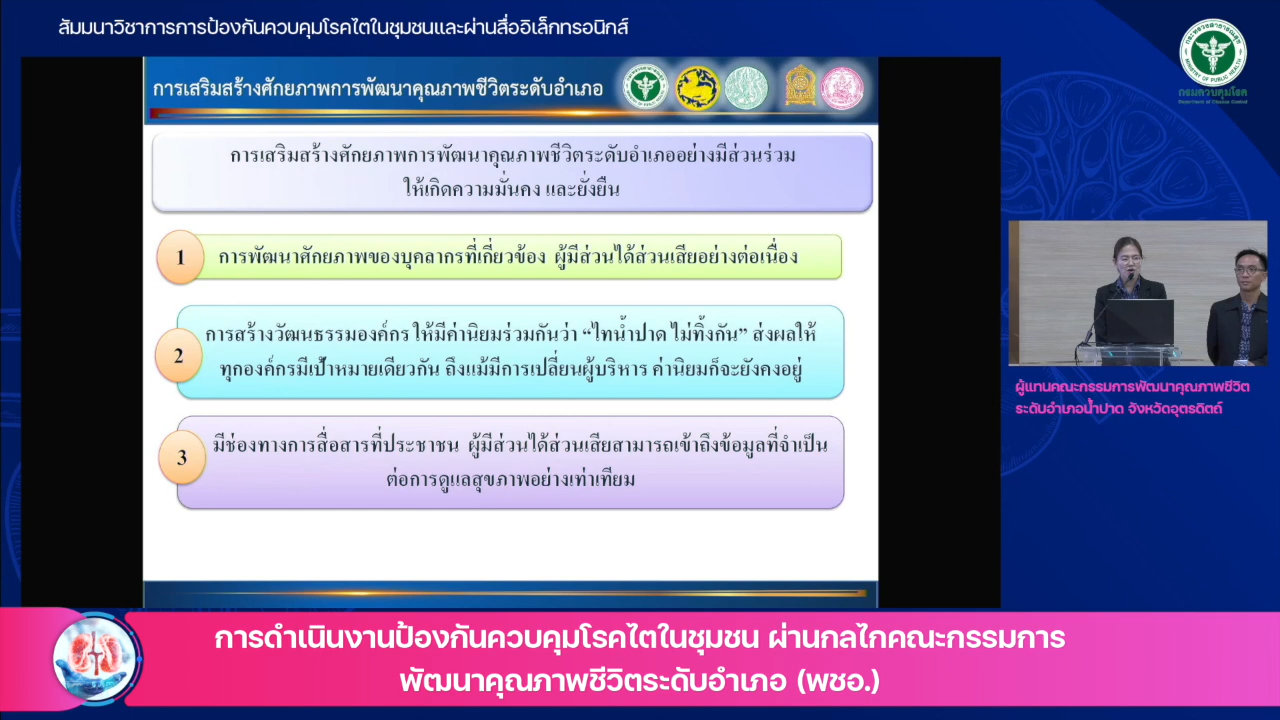 สัมมนาวิชาการการป้องกันควบคุมโรคไตในชุมชนและผ่านสื่ออิเล็กทรอนิกส์
กระทรวงสาธารณสุข
MINISTRY OF PUBLIC HEALTH
กรมควบคุมโรค
Department of Disease Control
การเสริมสร้างศักยภาพการพัฒนาคุณภาพชีวิตระดับอำเภอ
การเสริมสร้างศักยภาพการพัฒนาคุณภาพชีวิตระดับอำเภออย่างมีส่วนร่วม
ให้เกิดความมั่นคง และยั่งยืน
1 การพัฒนาศักยภาพของบุคลากรที่เกี่ยวข้อง ผู้มีส่วนได้ส่วนเสียอย่างต่อเนื่อง
การสร้างวัฒนธรรมองค์กร ให้มีค่านิยมร่วมกันว่า “ไทน้ำปาด ไม่ทิ้งกัน” ส่งผลให้
2 ทุกองค์กรมีเป้าหมายเดียวกัน ถึงแม้มีการเปลี่ยนผู้บริหาร ค่านิยมก็จะยังคงอยู่
3 มีช่องทางการสื่อสารที่ประชาชน ผู้มีส่วนได้ส่วนเสียสามารถเข้าถึงข้อมูลที่จำเป็น
ต่อการดูแลสุขภาพอย่างเท่าเทียม
ผู้แทนคณะกรรมการพัฒนาคุณภาพชีวิต
ระดับอำเภอน้ำปาด จังหวัดอุตรดิตถ์
การดำเนินงานป้องกันควบคุมโรคไตในชุมชน ผ่านกลไกคณะกรรมการ
พัฒนาคุณภาพชีวิตระดับอำเภอ (พชอ.)